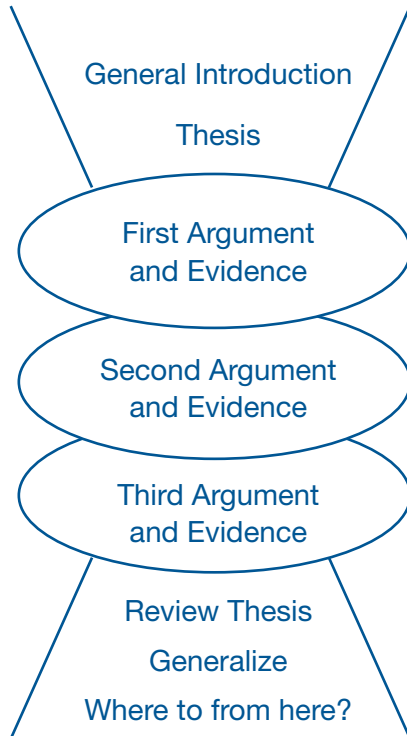 General Introduction
Thesis
First Argument
and Evidence
Second Argument
and Evidence
Third Argument
and Evidence
Review Thesis
Generalize
Where to from here?